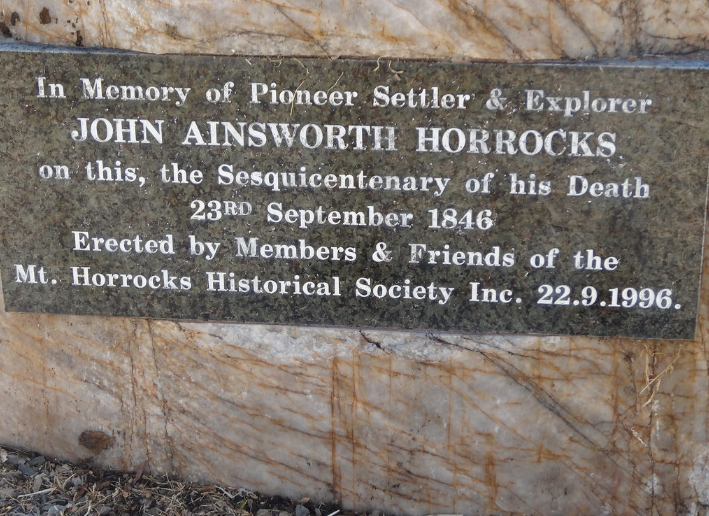 In Memory of Pioneer Settler & Explorer
JOHN AINSWORTH HORROCKS
on this, the Sesquicentenary of his Death
23RD September 1846
Erected by Members & Friends of the
Mt. Horrocks Historical Society Inc. 22.9.1996.